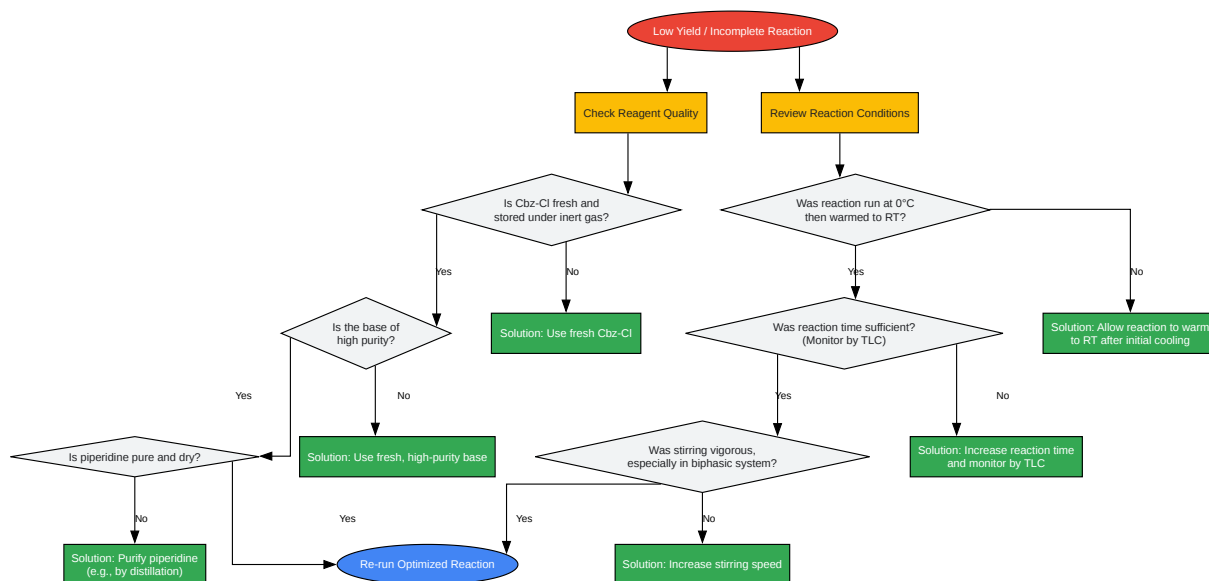 Low Yield / Incomplete Reaction
Check Reagent Quality
Review Reaction Conditions
Is Cbz-Cl fresh and
stored under inert gas?
Was reaction run at 0°C
then warmed to RT?
Yes
No
Yes
No
Is the base of
high purity?
Solution: Use fresh Cbz-Cl
Was reaction time sufficient?
(Monitor by TLC)
Solution: Allow reaction to warm
to RT after initial cooling
Yes
No
Yes
No
Is piperidine pure and dry?
Solution: Use fresh, high-purity base
Was stirring vigorous,
especially in biphasic system?
Solution: Increase reaction time
and monitor by TLC
No
Yes
Yes
No
Solution: Purify piperidine
(e.g., by distillation)
Re-run Optimized Reaction
Solution: Increase stirring speed